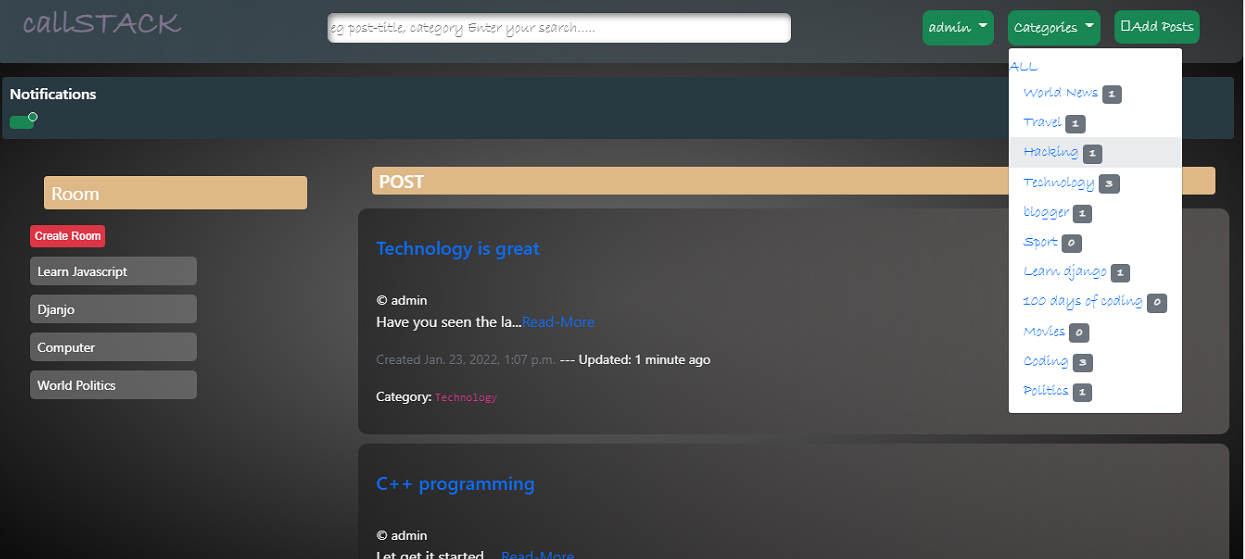 callSTACK
eg post-title, category Enter your search.....
admin
Categories
Add Posts
ALL
World News 1
Travel 1
Hacking 1
Technology 3
blogger 1
Sport 0
Learn django 1
100 days of coding 0
Movies 0
Coding 3
Politics 1
Notifications
Room
Create Room
Learn Javascript
Djanjo
Computer
World Politics
POST
Technology is great
© admin
Have you seen the la...Read-More
Created Jan. 23, 2022, 1:07 p.m. --- Updated: 1 minute ago
Category: Technology
C++ programming
© admin
Let get it started ... Read-More